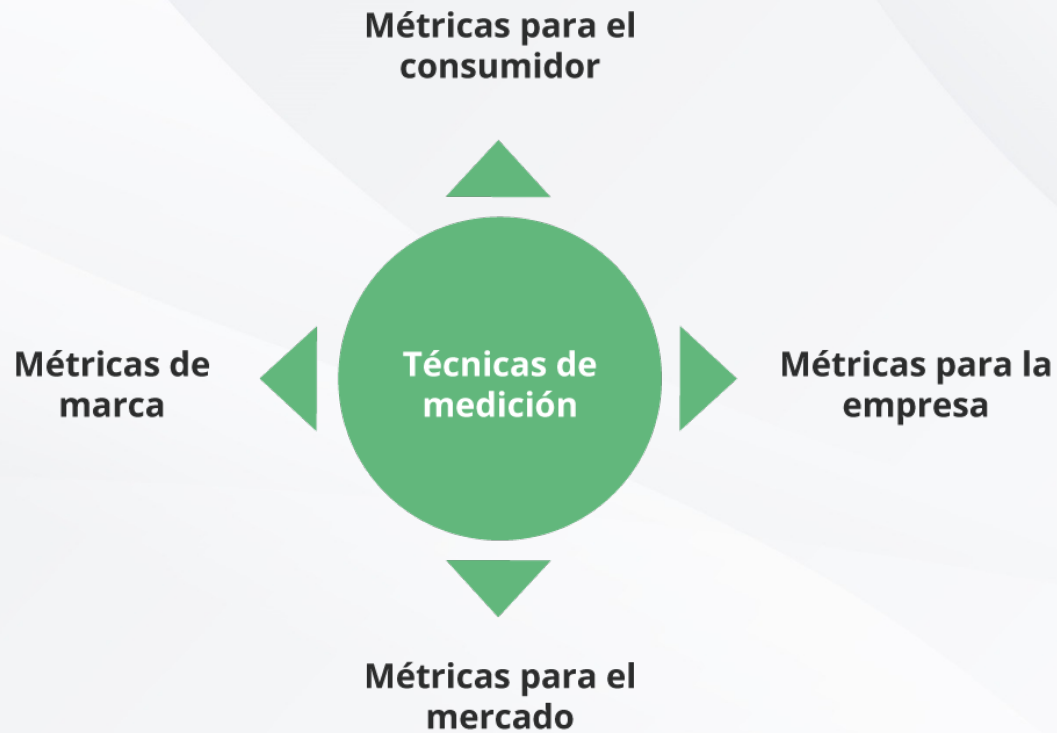 Métricas para el
consumidor
Métricas de
marca
Técnicas de
medición
Métricas para la
empresa
Métricas para el
mercado